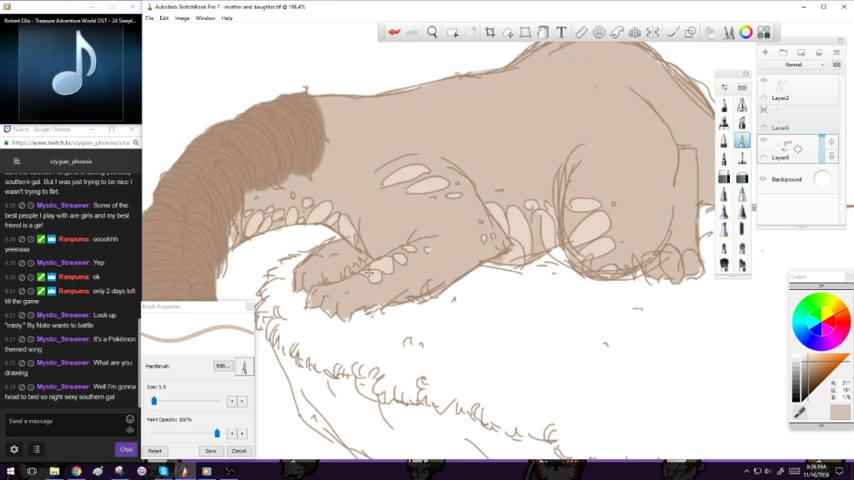 Robert Ellis - Treasure Adventure World OST - 24 Sleepi...
Twitch - Google Chrome
https://www.twitch.tv/stygian_phoenix/cha
stygian_phoenix
southern gal. But I was just trying to be nice I
wasn't trying to flirt.
8:20 Mystic_Streamer: Some of the
best people I play with are girls and my best
friend is a girl
8:20 Ranpuma: oooohhh
yeeeaaa
8:20 Mystic_Streamer: Yep
8:20 Ranpuma: ok
8:21 Ranpuma: only 2 days left
till the game
8:21 Mystic_Streamer: Look up
"misty." By Nate wants to battle
8:21 Mystic_Streamer: It's a Pokémon
themed song
8:22 Mystic_Streamer: What are you
drawing
8:24 Mystic_Streamer: Well I'm gonna
head to bed so night sexy southern gal!
Send a message
Chat
Autodesk SketchBook Pro 7 - mother and daughter.tif @ 198.4%
File Edit Image Window Help
Normal
Layer2
Layer6
Layer5
Background
Brush Properties
Paintbrush
Edit...
Size: 5.5
Paint Opacity: 100%
Reset
Save
Cancel
Colors
R: 211
G: 191
B: 176
8:26 PM
11/16/2016